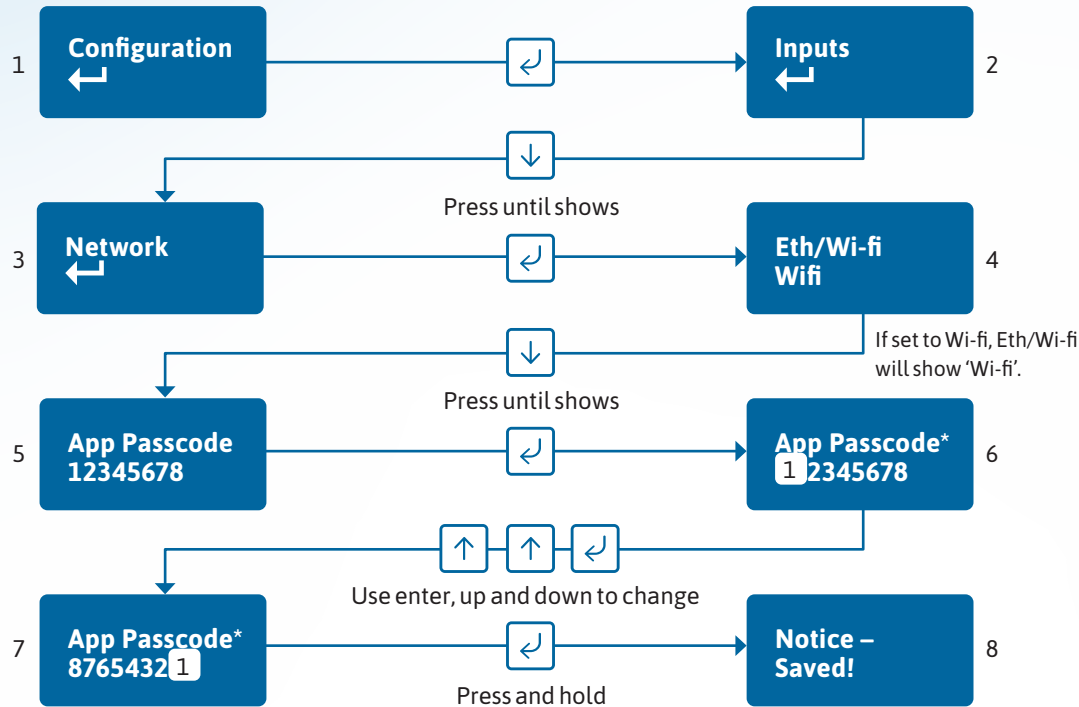 1
Configuration
Inputs
2
Press until shows
3
Network
Eth/Wi-fi
Wifi
4
If set to Wi-fi, Eth/Wi-fi
will show ‘Wi-fi’.
Press until shows
5
App Passcode
12345678
App Passcode*
12345678
6
Use enter, up and down to change
7
App Passcode*
87654321
Press and hold
Notice –
Saved!
8